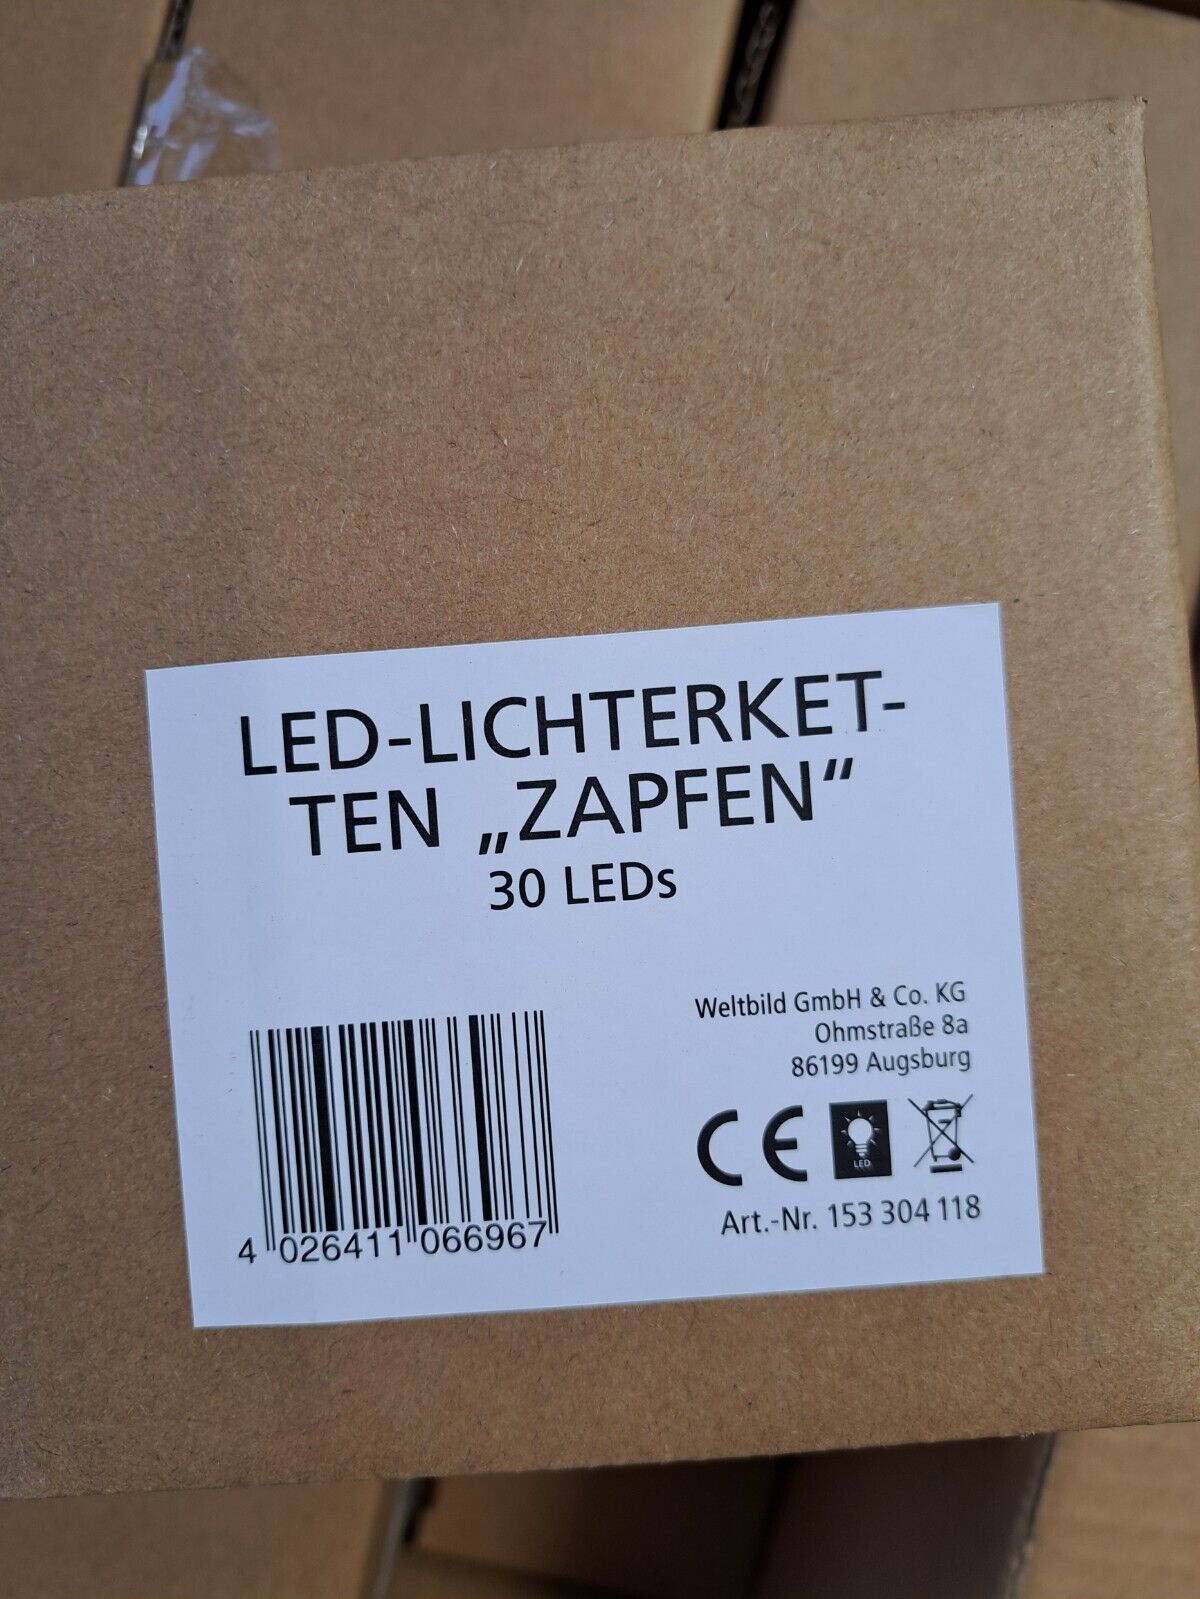 LED-LICHTERKET-
TEN „ZAPFEN“
30 LEDs
Weltbild GmbH & Co. KG
Ohmstraße 8a
86199 Augsburg
CE
LED
Art.-Nr. 153 304 118
4 026411 066967